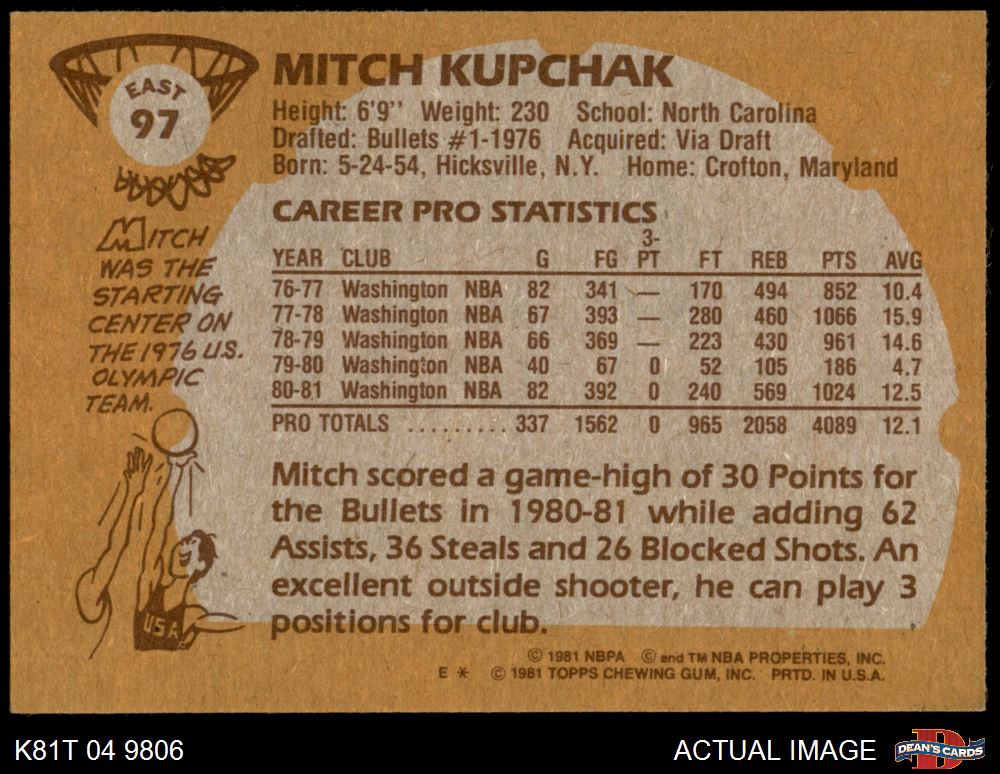 EAST
97
MITCH KUPCHAK
Height: 6'9'' Weight: 230 School: North Carolina
Drafted: Bullets #1-1976 Acquired: Via Draft
Born: 5-24-54, Hicksville, N.Y. Home: Crofton, Maryland
MITCH
WAS THE
STARTING
CENTER ON
THE 1976 U.S.
OLYMPIC
TEAM.
USA
CAREER PRO STATISTICS
YEAR CLUB G FG 3-PT FT REB PTS AVG
76-77 Washington NBA 82 341 — 170 494 852 10.4
77-78 Washington NBA 67 393 — 280 460 1066 15.9
78-79 Washington NBA 66 369 — 223 430 961 14.6
79-80 Washington NBA 40 67 0 52 105 186 4.7
80-81 Washington NBA 82 392 0 240 569 1024 12.5
PRO TOTALS ......... 337 1562 0 965 2058 4089 12.1
Mitch scored a game-high of 30 Points for
the Bullets in 1980-81 while adding 62
Assists, 36 Steals and 26 Blocked Shots. An
excellent outside shooter, he can play 3
positions for club.
© 1981 NBPA © and TM NBA PROPERTIES, INC.
E * © 1981 TOPPS CHEWING GUM, INC. PRTD. IN U.S.A.
K81T 04 9806
ACTUAL IMAGE
D
DEAN'S CARDS